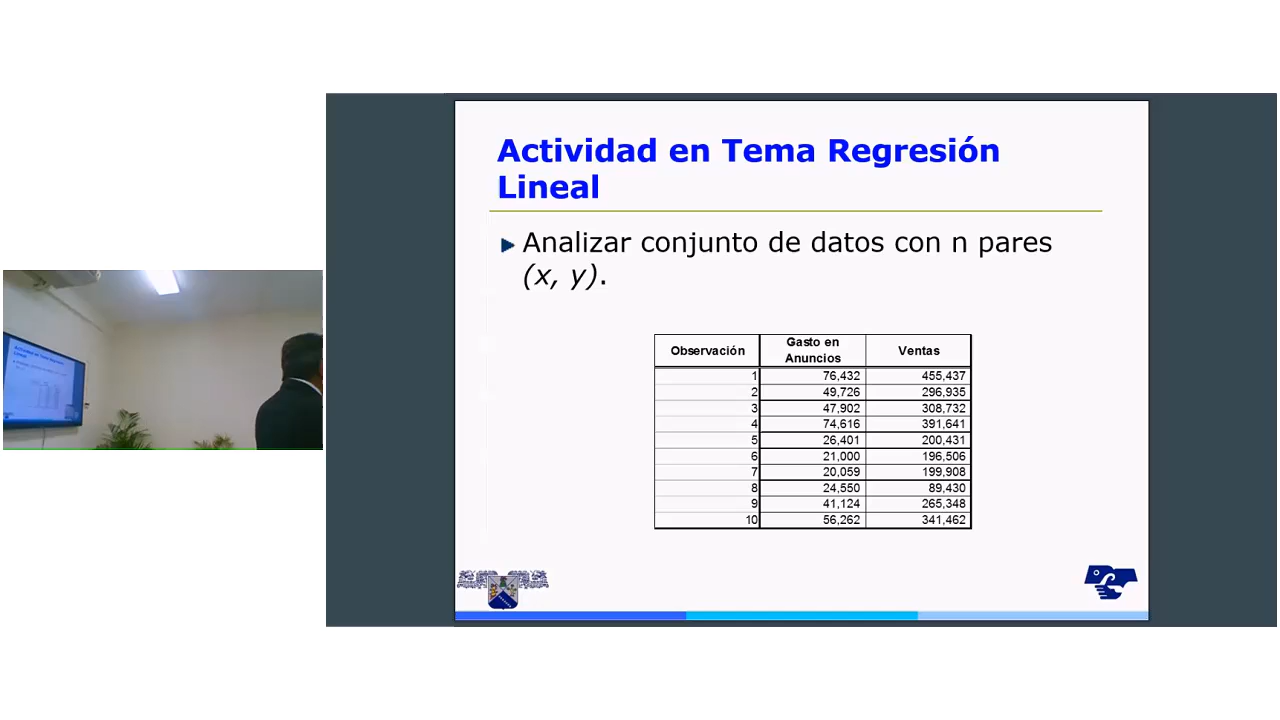 Actividad en Tema Regresión
Lineal
Analizar conjunto de datos con n pares
(x, y).
Observación Gasto en Anuncios Ventas
1 76,432 455,437
2 49,726 296,935
3 47,902 308,732
4 74,616 391,641
5 26,401 200,431
6 21,000 196,506
7 20,059 199,908
8 24,550 89,430
9 41,124 265,348
10 56,262 341,462